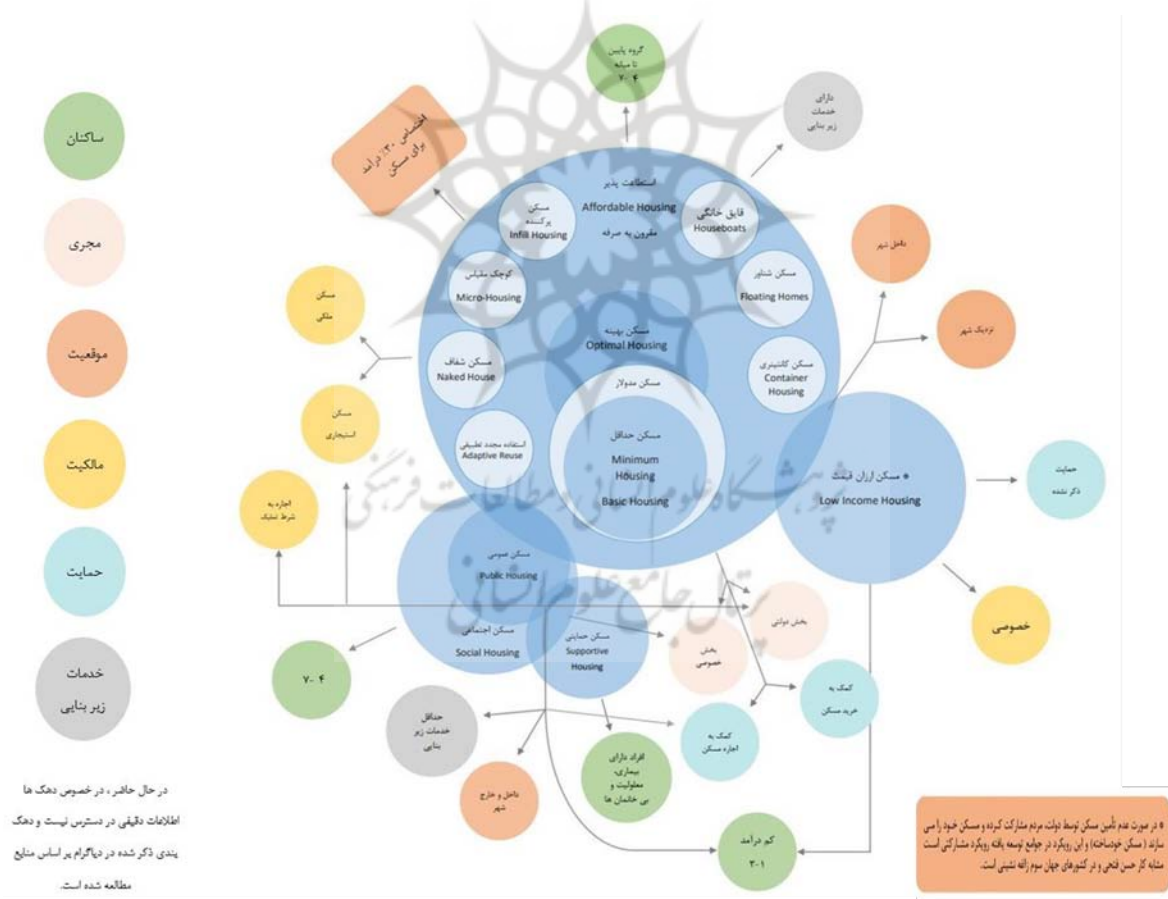 گروه پایین
تا میانه
۴ -۷
دارای
خدمات
زیر بنایی
اختصاص ۳۰٪ درآمد
برای مسکن
استطاعت پذیر
Affordable Housing
مقرون به صرفه
مسکن
پرکننده
Infill Housing
قایق خانگی
Houseboats
کوچک مقیاس
Micro-Housing
مسکن شناور
Floating Homes
مسکن بهینه
Optimal Housing
مسکن شفاف
Naked House
مسکن کانتینری
Container
Housing
مسکن مدولار
استفاده مجدد تطبیقی
Adaptive Reuse
مسکن حداقل
Minimum
Housing
Basic Housing
داخل شهر
نزدیک شهر
مسکن
ملکی
مسکن
استیجاری
اجاره به
شرط تملیک
* مسکن ارزان قیمت
Low Income Housing
حمایت
ذکر نشده
خصوصی
پژوهشگاه علوم انسانی و مطالعات فرهنگی
پرتال جامع علوم انسانی
مسکن عمومی
Public Housing
مسکن اجتماعی
Social Housing
مسکن حمایتی
Supportive
Housing
بخش دولتی
بخش
خصوصی
کمک به
خرید مسکن
کمک به
اجاره مسکن
۷- ۴
حداقل
خدمات زیر
بنایی
داخل و خارج
شهر
افراد دارای
بیماری،
معلولیت و
بی خانمان ها
کم درآمد
۳-۱
ساکنان
مجری
موقعیت
مالکیت
حمایت
خدمات
زیر بنایی
در حال حاضر ، در خصوص دهک ها
اطلاعات دقیقی در دسترس نیست و دهک
بندی ذکر شده در دیاگرام بر اساس منابع
مطالعه شده است.
* در صورت عدم تأمین مسکن توسط دولت، مردم مشارکت کرده و مسکن خود را می
سازند ( مسکن خودساخته) و این رویکرد در جوامع توسعه یافته رویکرد مشارکتی است
مشابه کار حسن فتحی و در کشورهای جهان سوم زاغه نشینی است.